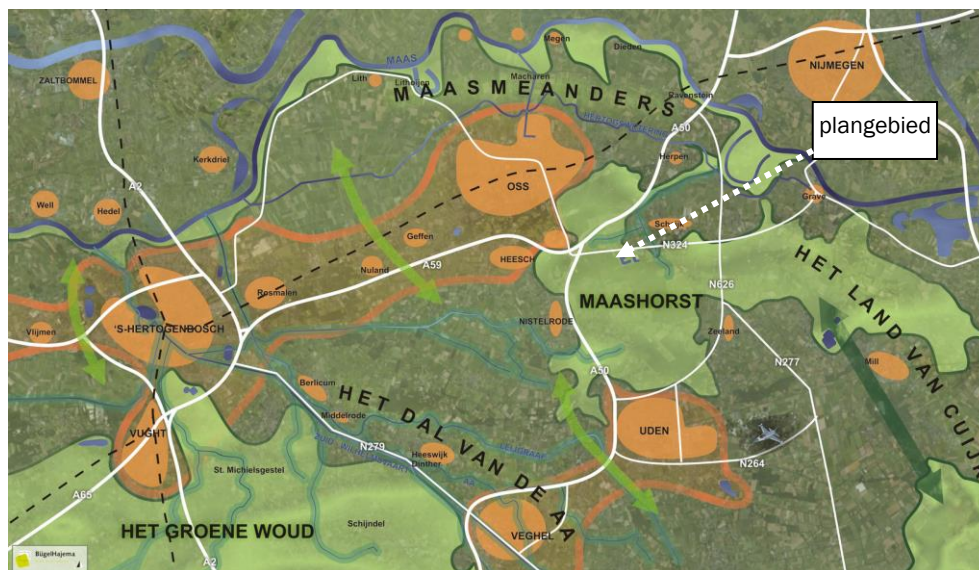 NIJMEGEN
Megen
Dieden
MAAS
ZALTBOMMEL
Lith
Lithoijen
Macharen
Ravenstein
MAASMEANDERS
A50
plangebied
Kerkdriel
Herpen
A2
OSS
Grave
Well
Hedel
Geffen
N324
HEESCH
A59
Nuland
Rosmalen
MAASHORST
N626
HET LAND VAN CUIJK
'S-HERTOGENBOSCH
NISTELRODE
Zeeland
Vlijmen
Mill
N277
A50
Berlicum
HET DAL VAN DE AA
Middelrode
UDEN
VUGHT
N279
Heeswijk
Dinther
N264
St. Michielsgestel
A65
HET GROENE WOUD
Schijndel
VEGHEL
A2
BügelHajema